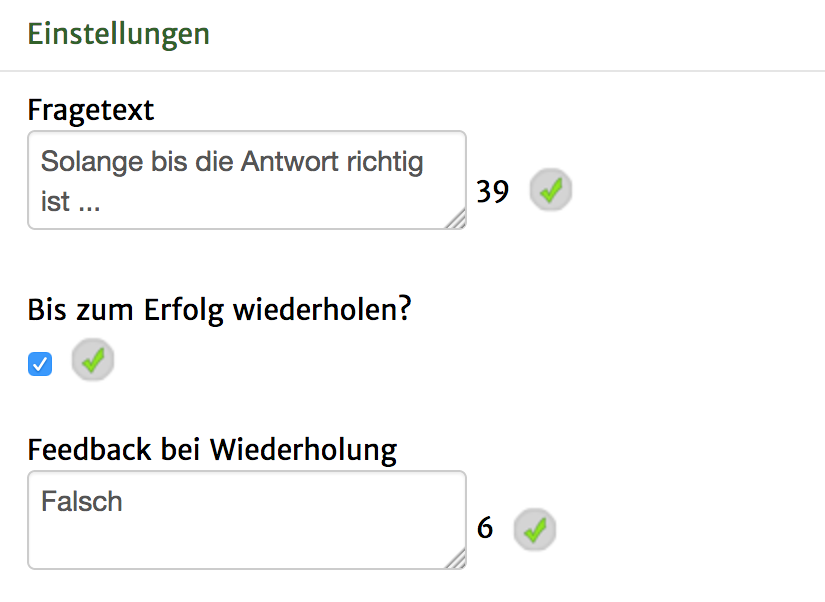 Einstellungen
Fragetext
Solange bis die Antwort richtig
ist ...
39
Bis zum Erfolg wiederholen?
Feedback bei Wiederholung
Falsch
6